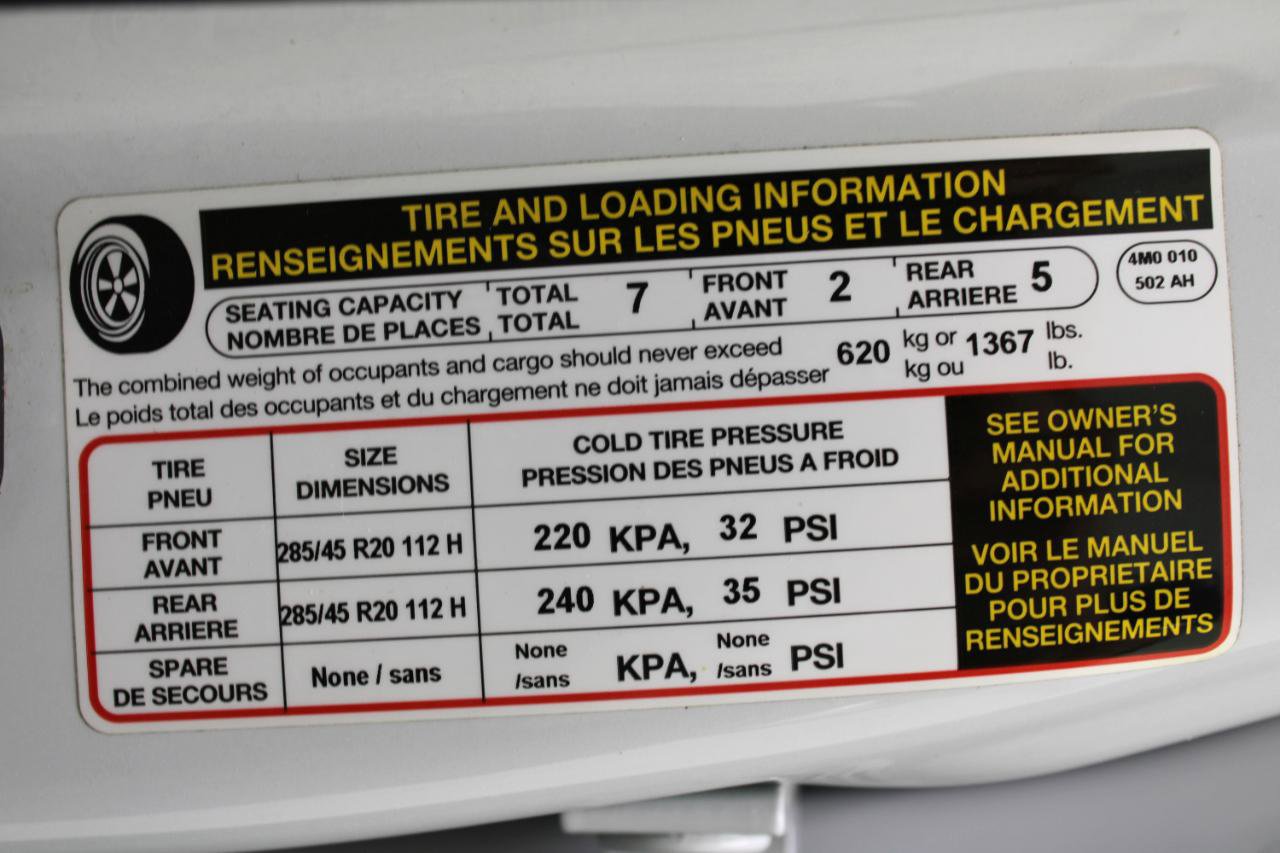 TIRE AND LOADING INFORMATION
RENSEIGNEMENTS SUR LES PNEUS ET LE CHARGEMENT
SEATING CAPACITY TOTAL 7 FRONT 2 REAR 5
NOMBRE DE PLACES TOTAL AVANT ARRIERE
4M0 010
502 AH
The combined weight of occupants and cargo should never exceed 620 kg or 1367 lbs.
Le poids total des occupants et du chargement ne doit jamais dépasser kg ou lb.
TIRE SIZE COLD TIRE PRESSURE
PNEU DIMENSIONS PRESSION DES PNEUS A FROID
FRONT 285/45 R20 112 H 220 KPA, 32 PSI
AVANT
REAR 285/45 R20 112 H 240 KPA, 35 PSI
ARRIERE
SPARE None / sans None KPA, None PSI
DE SECOURS /sans /sans
SEE OWNER'S
MANUAL FOR
ADDITIONAL
INFORMATION
VOIR LE MANUEL
DU PROPRIETAIRE
POUR PLUS DE
RENSEIGNEMENTS